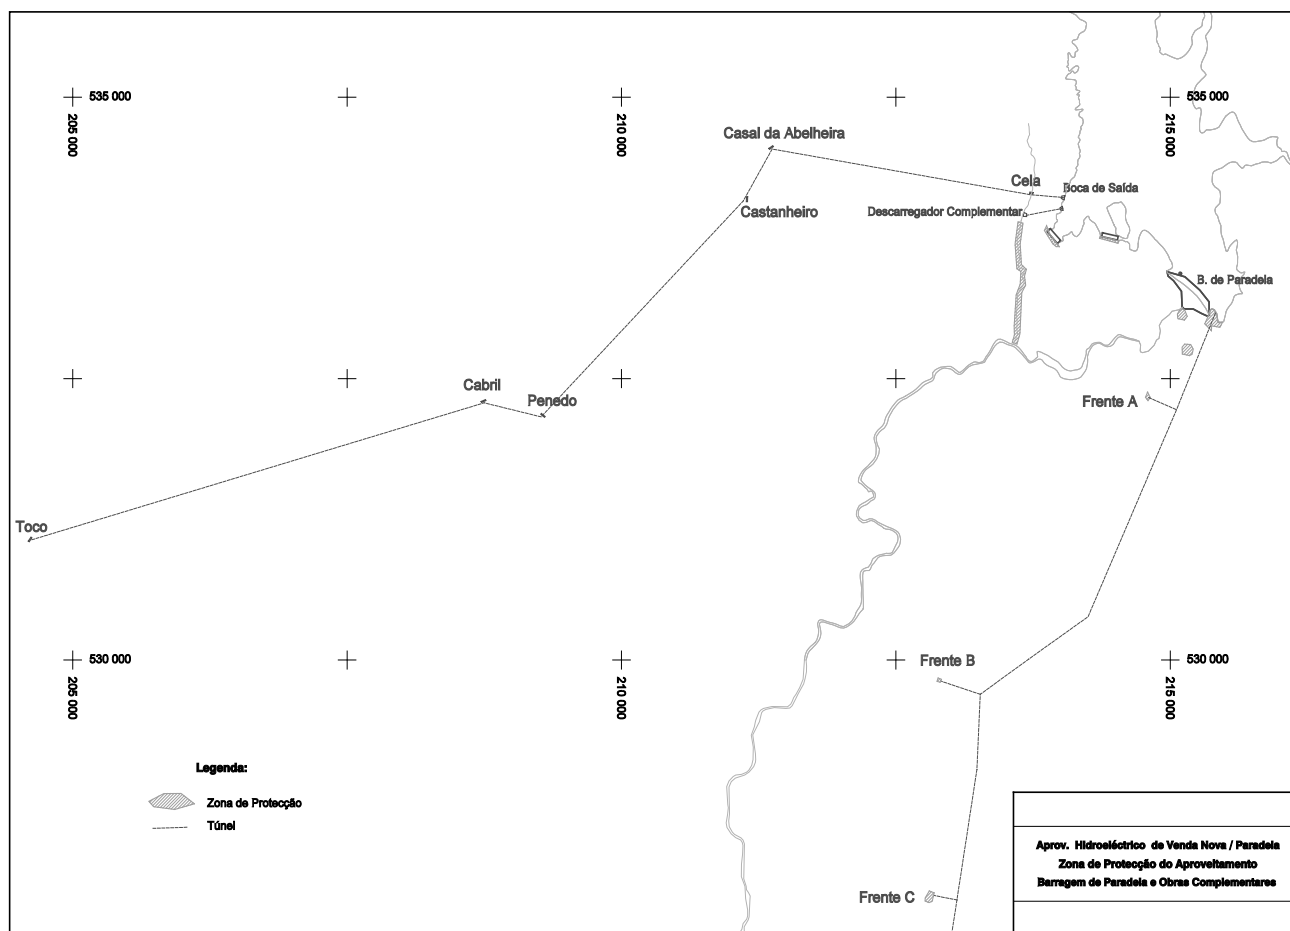 535 000
535 000
205 000
210 000
215 000
Casal da Abelheira
Cela
Boca de Saída
Castanheiro
Descarregador Complementar
B. de Paradela
Cabril
Penedo
Frente A
Toco
530 000
Frente B
530 000
205 000
210 000
215 000
Legenda:
Zona de Protecção
Túnel
Aprov. Hidroeléctrico de Venda Nova / Paradela
Zona de Protecção do Aproveitamento
Barragem de Paradela e Obras Complementares
Frente C